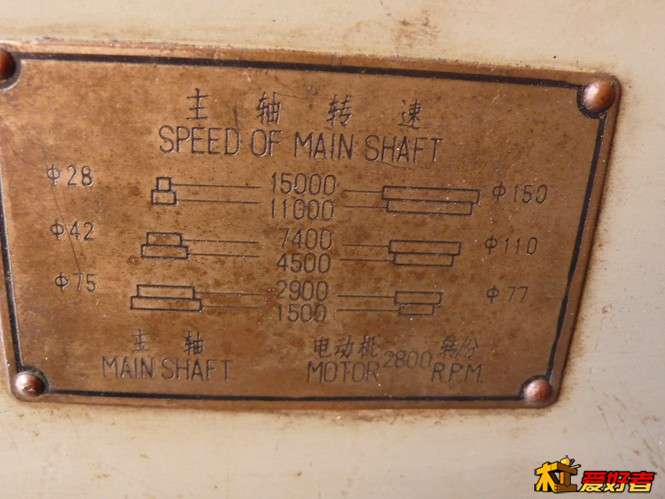 主轴转速
SPEED OF MAIN SHAFT
φ28 15000 φ150
11000
φ42 7400 φ110
4500
φ75 2900 φ77
1500
主轴 电动机 2800 转/分
MAIN SHAFT MOTOR R.P.M.
木工爱好者